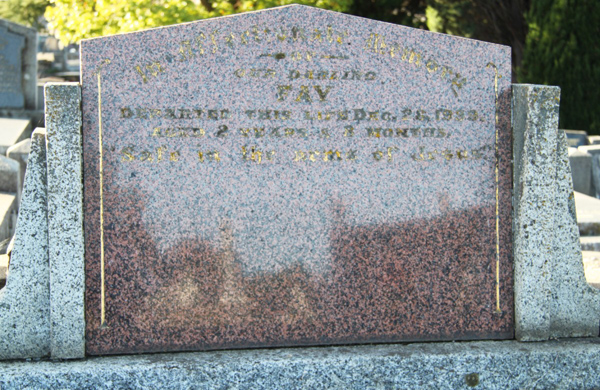 In Affectionate Memory
OF
OUR DARLING
FAY
DEPARTED THIS LIFE DEC. 28,
AGED 2 YEARS & 3 MONTHS.
"Safe in the arms of Jesus"